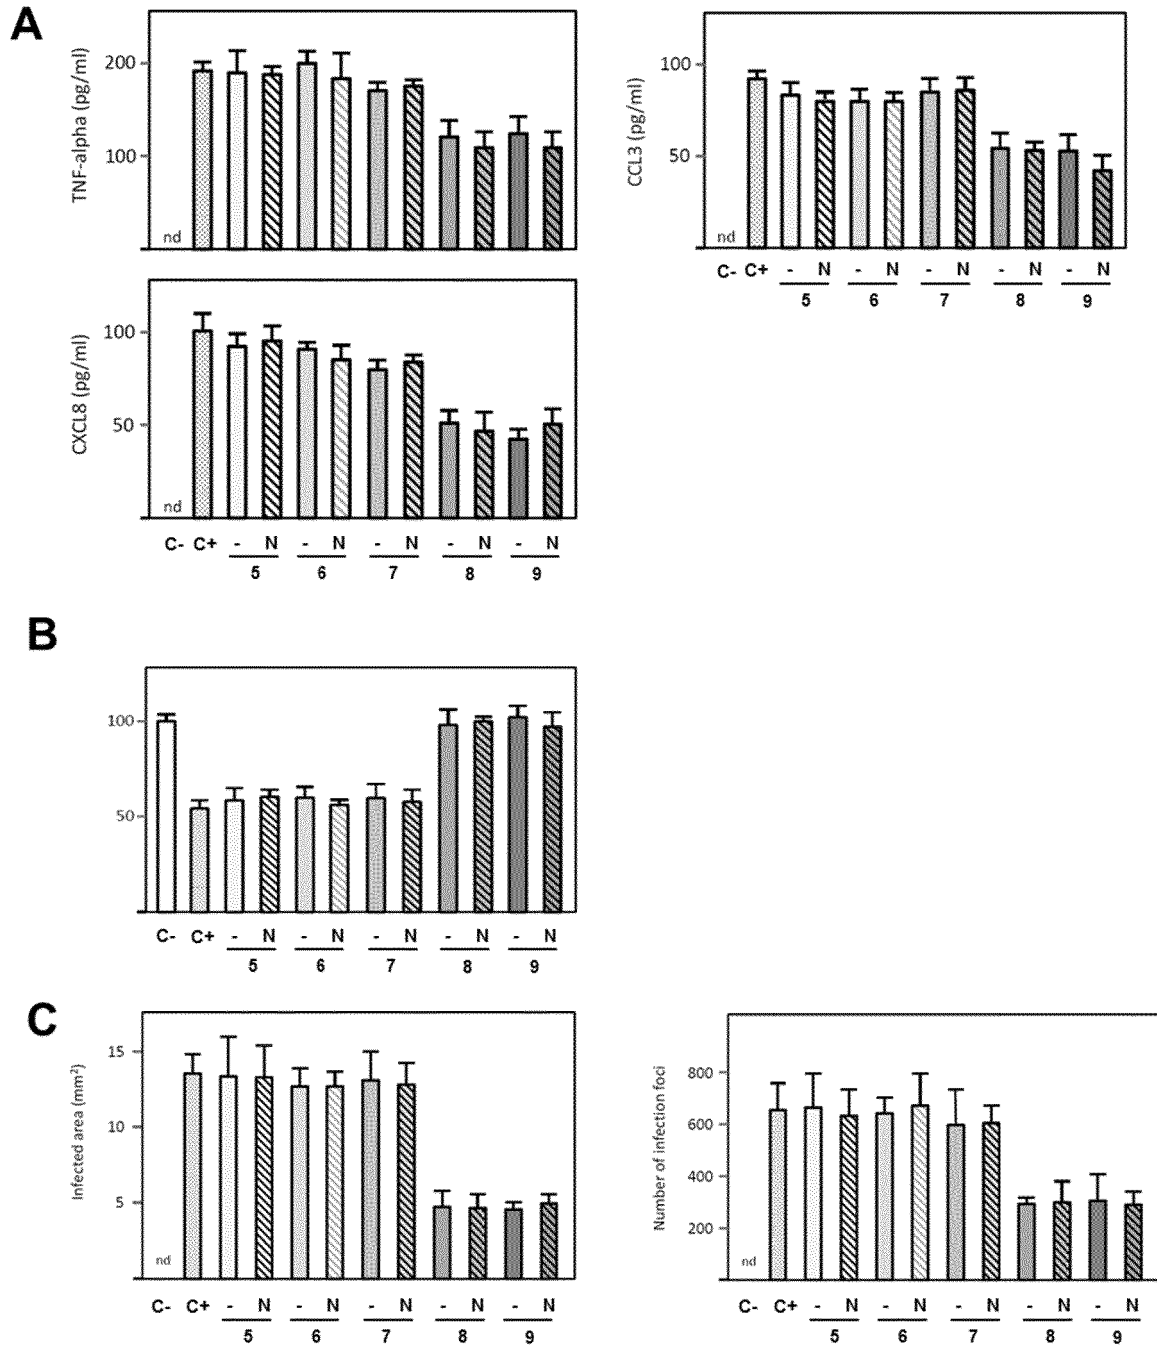 A
TNF-alpha (pg/ml)
200
100
nd
CCL3 (pg/ml)
100
50
nd
C- C+ - N - N - N - N - N
5 6 7 8 9
CXCL8 (pg/ml)
100
50
nd
C- C+ - N - N - N - N - N
5 6 7 8 9
B
100
50
C- C+ - N - N - N - N - N
5 6 7 8 9
C
Infected area (mm²)
15
10
5
nd
C- C+ - N - N - N - N - N
5 6 7 8 9
Number of infection foci
800
600
400
200
nd
C- C+ - N - N - N - N - N
5 6 7 8 9